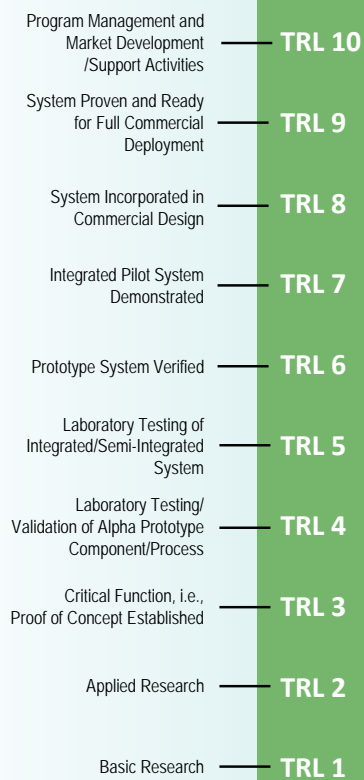 Program Management and
Market Development
/Support Activities
TRL 10
System Proven and Ready
for Full Commercial
Deployment
TRL 9
System Incorporated in
Commercial Design
TRL 8
Integrated Pilot System
Demonstrated
TRL 7
Prototype System Verified
TRL 6
Laboratory Testing of
Integrated/Semi-Integrated
System
TRL 5
Laboratory Testing/
Validation of Alpha Prototype
Component/Process
TRL 4
Critical Function, i.e.,
Proof of Concept Established
TRL 3
Applied Research
TRL 2
Basic Research
TRL 1